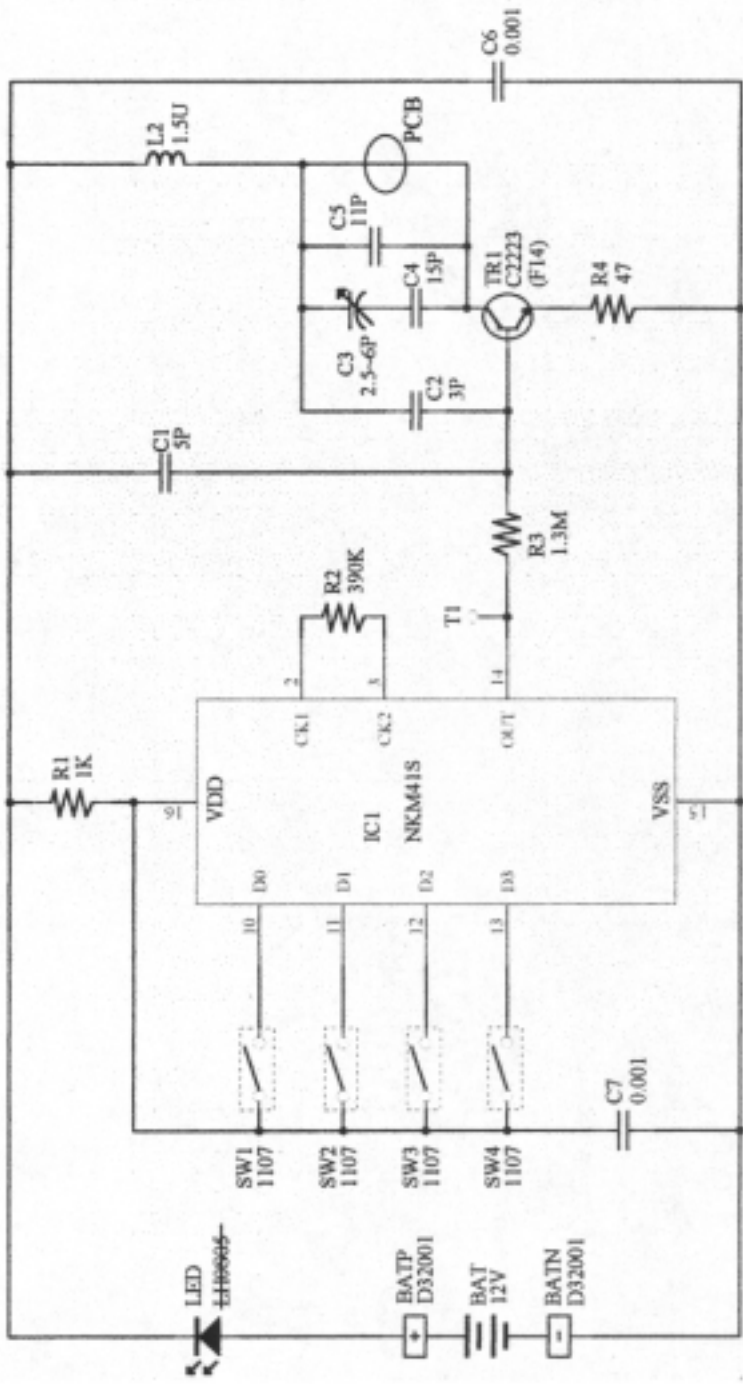 LED
LH0005
BATP
D32001
+
BAT
12V
BATN
D32001
-
SW1
1107
SW2
1107
SW3
1107
SW4
1107
C7
0.001
R1
1K
16
VDD
10
D0
11
D1
12
D2
13
D3
IC1
NKM41S
CK1
2
CK2
3
OUT
14
VSS
15
R2
390K
T1
R3
1.3M
C1
5P
C2
3P
C3
2.5~6P
C4
15P
C5
11P
L2
1.5U
PCB
TR1
C2223
(F14)
R4
47
C6
0.001